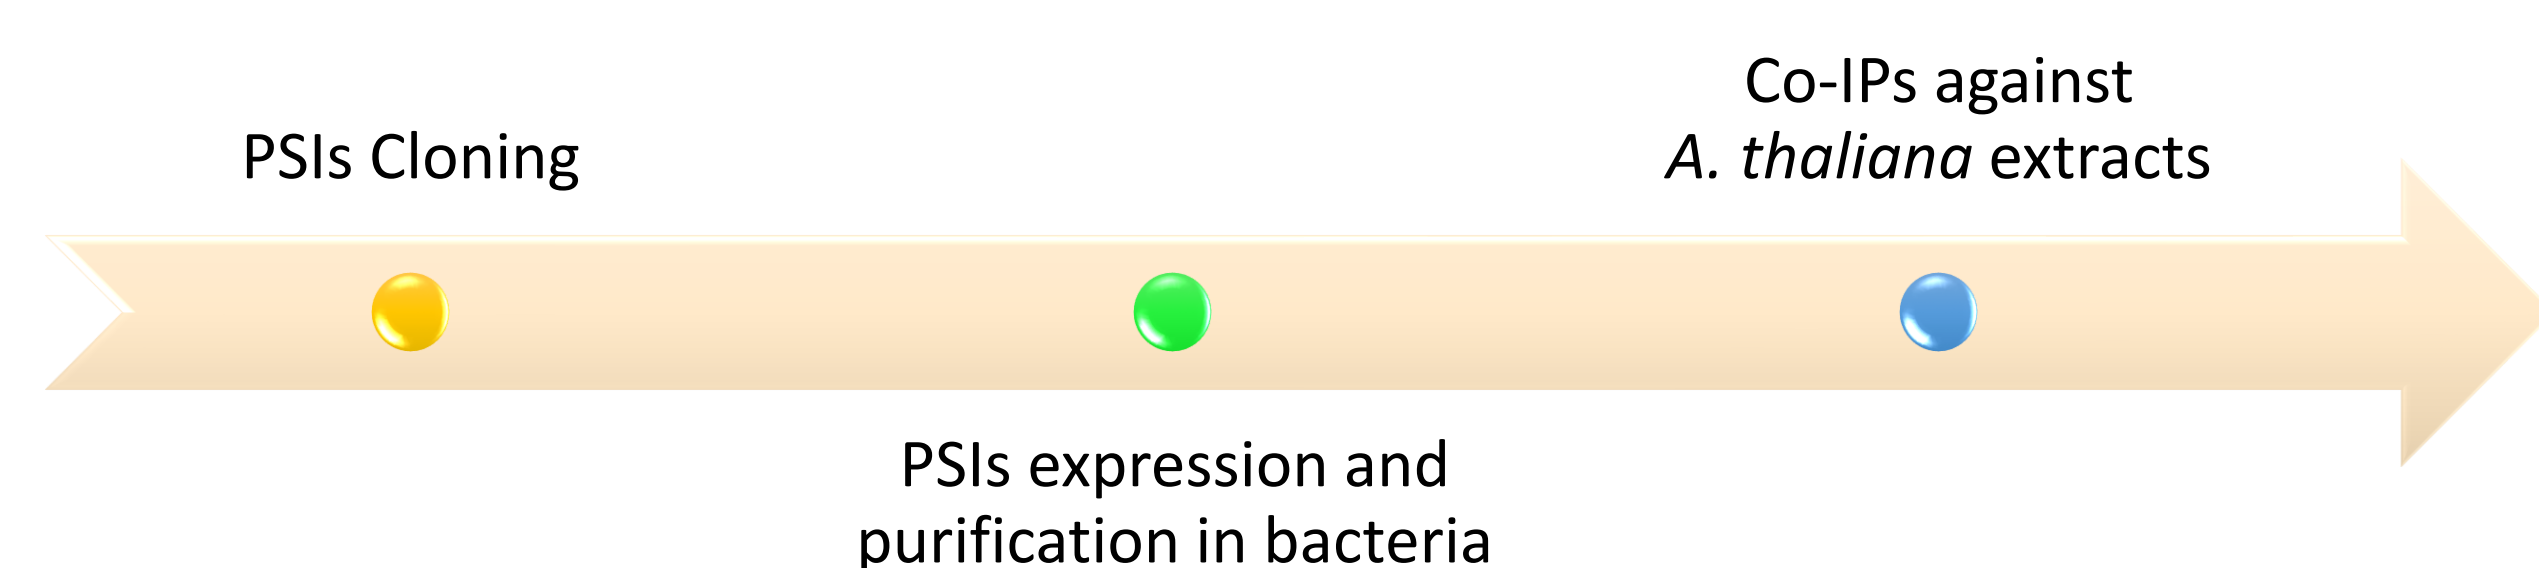 PSIs Cloning
PSIs expression and
purification in bacteria
Co-IPs against
A. thaliana extracts